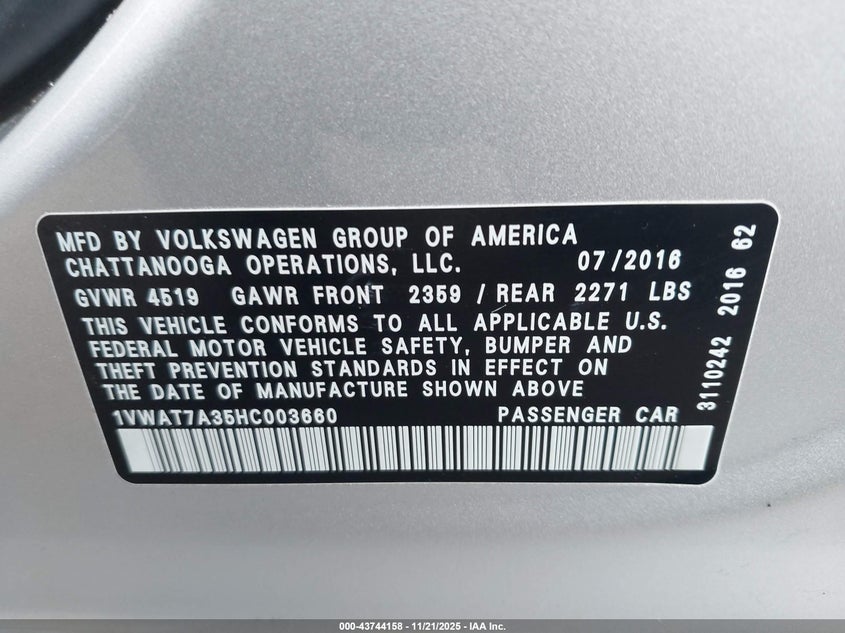 MFD BY VOLKSWAGEN GROUP OF AMERICA
CHATTANOOGA OPERATIONS, LLC. 07/2016
GVWR 4519 GAWR FRONT 2359 / REAR 2271 LBS
THIS VEHICLE CONFORMS TO ALL APPLICABLE U.S.
FEDERAL MOTOR VEHICLE SAFETY, BUMPER AND
THEFT PREVENTION STANDARDS IN EFFECT ON
THE DATE OF MANUFACTURE SHOWN ABOVE
1VWAT7A35HC003660 PASSENGER CAR
3110242 2016 62
000-43744158 - 11/21/2025 - IAA Inc.